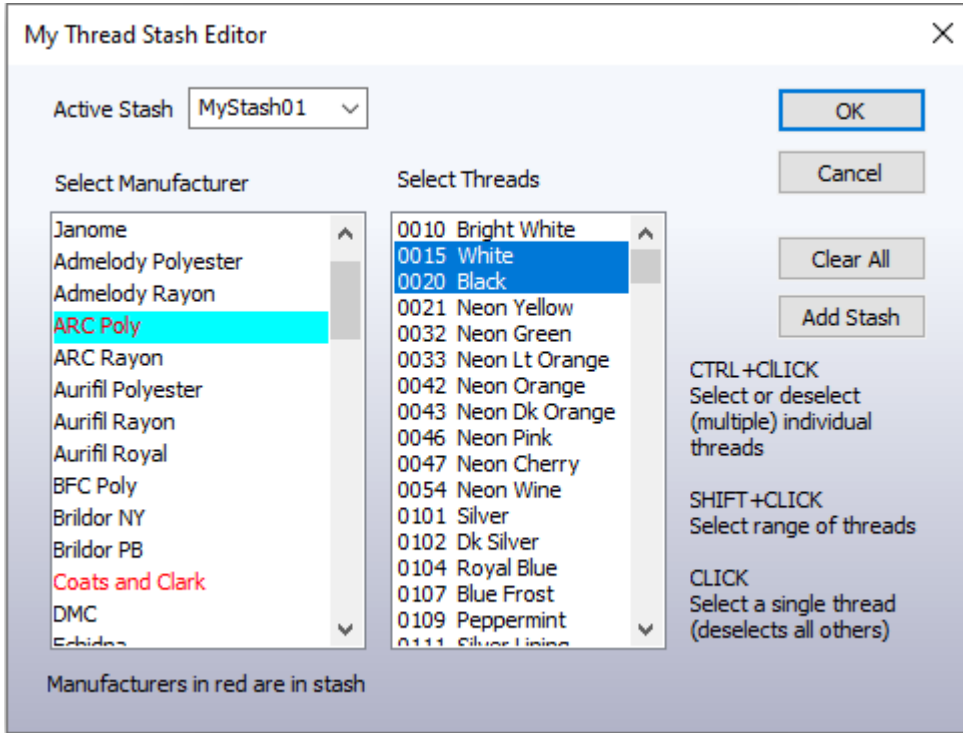 My Thread Stash Editor
Active Stash MyStash01
OK
Cancel
Clear All
Add Stash
Select Manufacturer
Janome
Admelody Polyester
Admelody Rayon
ARC Poly
ARC Rayon
Aurifil Polyester
Aurifil Rayon
Aurifil Royal
BFC Poly
Brildor NY
Brildor PB
Coats and Clark
DMC
Echidna
Select Threads
0010 Bright White
0015 White
0020 Black
0021 Neon Yellow
0032 Neon Green
0033 Neon Lt Orange
0042 Neon Orange
0043 Neon Dk Orange
0046 Neon Pink
0047 Neon Cherry
0054 Neon Wine
0101 Silver
0102 Dk Silver
0104 Royal Blue
0107 Blue Frost
0109 Peppermint
0111 Silver Lining
CTRL+ClLICK
Select or deselect
(multiple) individual
threads
SHIFT+CLICK
Select range of threads
CLICK
Select a single thread
(deselects all others)
Manufacturers in red are in stash